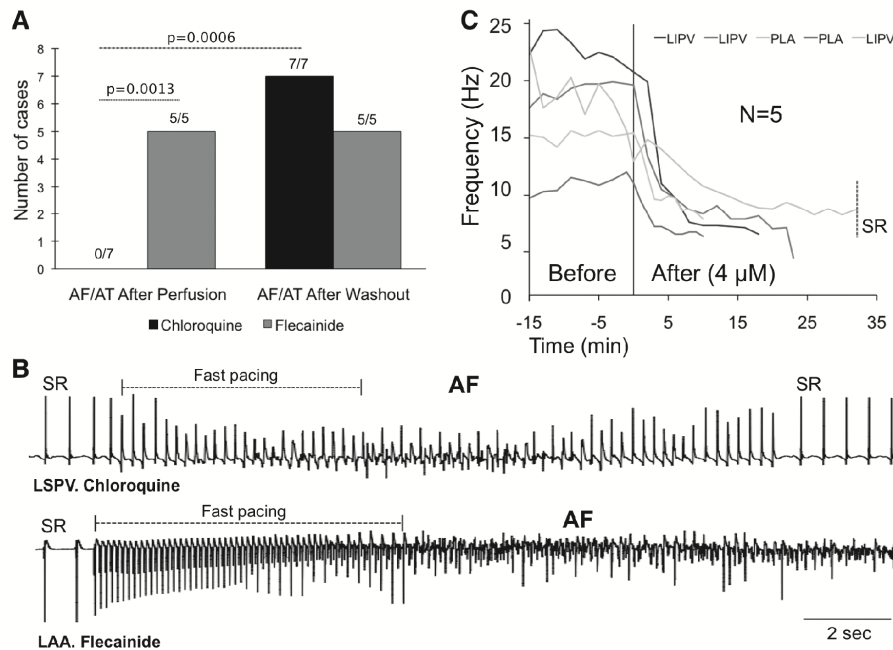 A
p=0.0006
p=0.0013
7/7
5/5
5/5
0/7
Number of cases
8
7
6
5
4
3
2
1
0
AF/AT After Perfusion
AF/AT After Washout
Chloroquine
Flecainide
C
LIPV
LIPV
PLA
PLA
LIPV
Frequency (Hz)
25
20
15
10
5
0
N=5
SR
Before
After (4 µM)
-15
-5
5
15
25
35
Time (min)
B
SR
Fast pacing
AF
SR
LSPV. Chloroquine
SR
Fast pacing
AF
LAA. Flecainide
2 sec